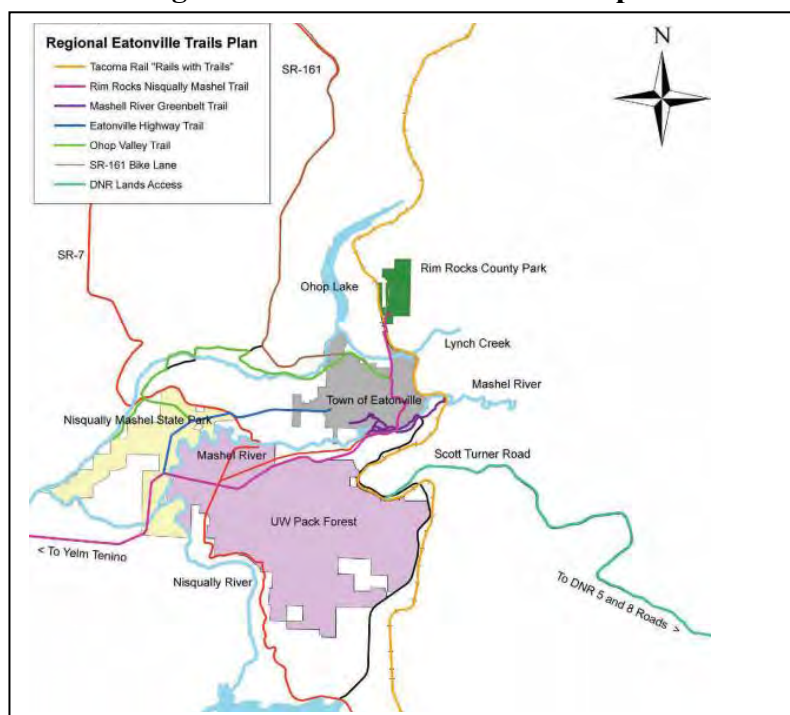 Regional Eatonville Trails Plan
Tacoma Rail "Rails with Trails"
Rim Rocks Nisqually Mashel Trail
Mashell River Greenbelt Trail
Eatonville Highway Trail
Ohop Valley Trail
SR-161 Bike Lane
DNR Lands Access
SR-161
N
SR-7
Ohop Lake
Rim Rocks County Park
Lynch Creek
Mashel River
Town of Eatonville
Nisqually Mashel State Park
Mashel River
Scott Turner Road
UW Pack Forest
< To Yelm Tenino
Nisqually River
To DNR 5 and 8 Roads >